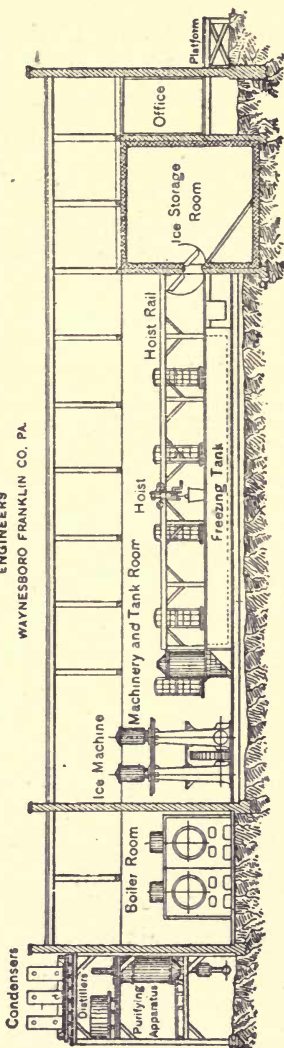 ENGINEERS
WAYNESBORO FRANKLIN CO. PA.
Condensers
Distillers
Purifying
Apparatus
Boiler Room
Ice Machine
Machinery and Tank Room
Hoist
Hoist Rail
Freezing Tank
Ice Storage
Room
Office
Platform